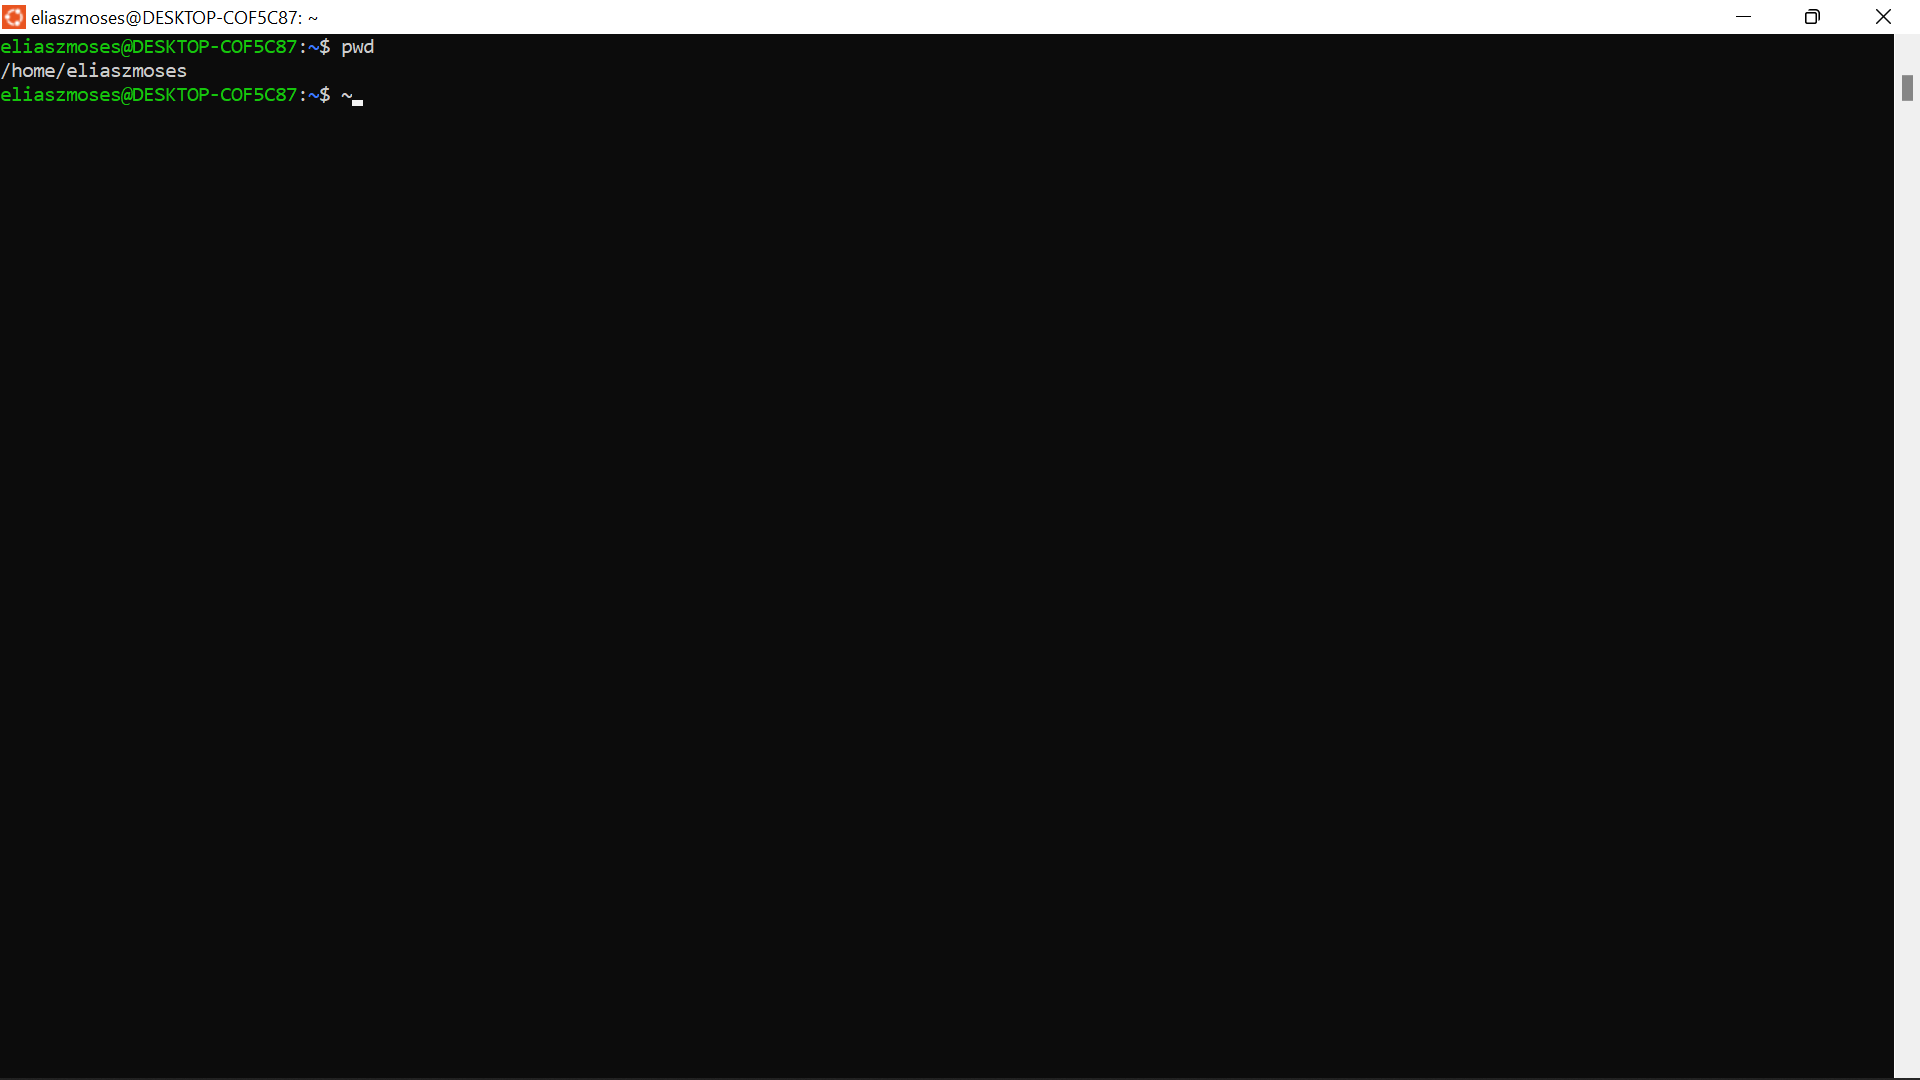 eliaszmoses@DESKTOP-COF5C87: ~
eliaszmoses@DESKTOP-COF5C87:~$ pwd
/home/eliaszmoses
eliaszmoses@DESKTOP-COF5C87:~$ ~